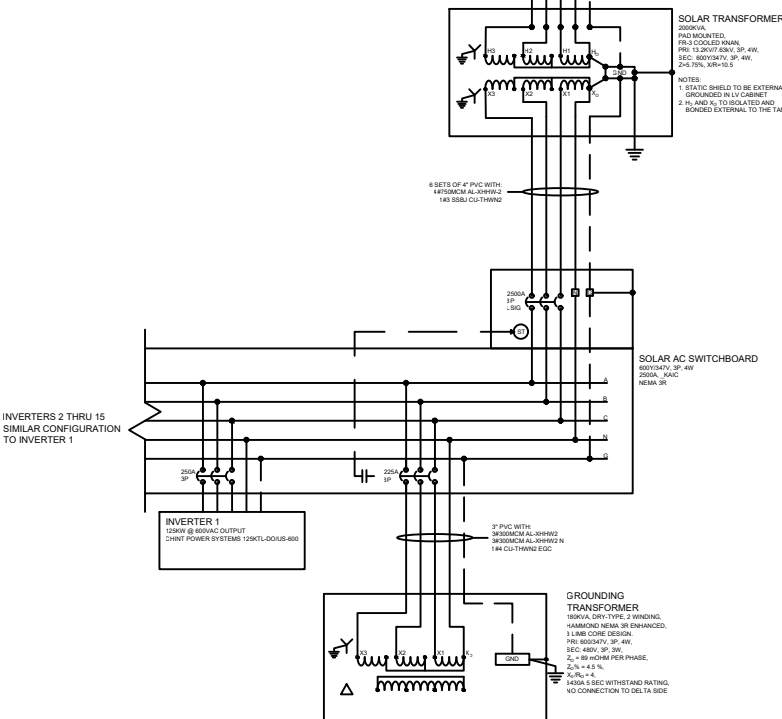 SOLAR TRANSFORMER
2000KVA,
PAD MOUNTED,
FR-3 COOLED KNAN,
PRI: 13.2KV/7.63kV, 3P, 4W,
SEC: 600Y/347V, 3P, 4W,
Z=5.75%, X/R=10.5
NOTES:
1. STATIC SHIELD TO BE EXTERNA
GROUNDED IN LV CABINET
2. H₀ AND X₀ TO ISOLATED AND
BONDED EXTERNAL TO THE TA
H3
H2
H1
H₀
GND
X3
X2
X1
X₀
6 SETS OF 4" PVC WITH:
4#750MCM AL-XHHW-2
1#3 SSBJ CU-THWN2
2500A
3P
LSIG
N
ST
SOLAR AC SWITCHBOARD
600Y/347V, 3P, 4W
2500A, _KAIC
NEMA 3R
A
B
C
N
G
INVERTERS 2 THRU 15
SIMILAR CONFIGURATION
TO INVERTER 1
250A
3P
225A
3P
INVERTER 1
125KW @ 600VAC OUTPUT
CHINT POWER SYSTEMS 125KTL-DO/US-600
3" PVC WITH:
3#300MCM AL-XHHW2
3#300MCM AL-XHHW2 N
1#4 CU-THWN2 EGC
GROUNDING
TRANSFORMER
180KVA, DRY-TYPE, 2 WINDING,
HAMMOND NEMA 3R ENHANCED,
3 LIMB CORE DESIGN.
PRI: 600/347V, 3P, 4W,
SEC: 480V, 3P, 3W,
Z₀ = 89 mOHM PER PHASE,
Z₀% = 4.5 %,
X₀/R₀ = 4,
3430A 5 SEC WITHSTAND RATING,
NO CONNECTION TO DELTA SIDE
X3
X2
X1
X₀
GND